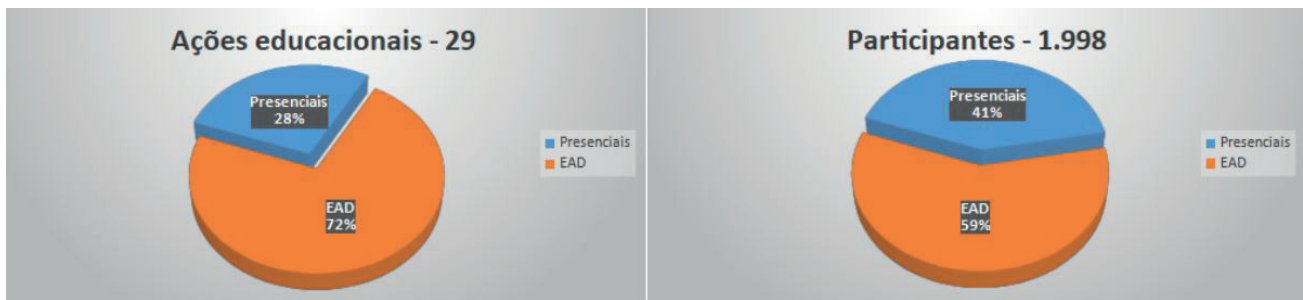 Ações educacionais - 29
Presenciais
28%
EAD
72%
Presenciais
EAD
Participantes - 1.998
Presenciais
41%
EAD
59%
Presenciais
EAD